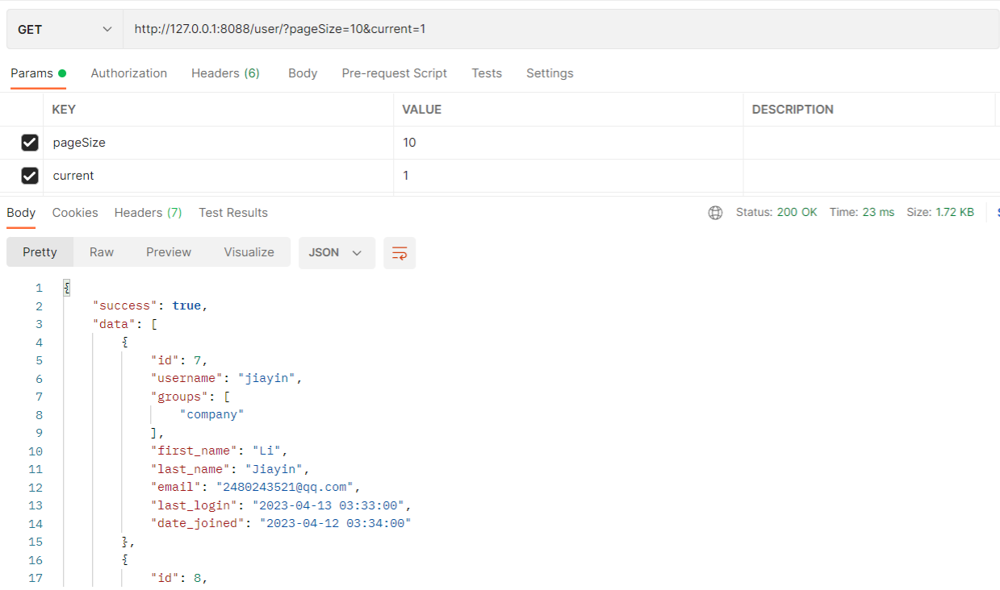 GET http://127.0.0.1:8088/user/?pageSize=10&current=1
Params Authorization Headers (6) Body Pre-request Script Tests Settings
KEY VALUE DESCRIPTION
pageSize 10
current 1
Body Cookies Headers (7) Test Results Status: 200 OK Time: 23 ms Size: 1.72 KB
Pretty Raw Preview Visualize JSON
1 {
2 "success": true,
3 "data": [
4 {
5 "id": 7,
6 "username": "jiayin",
7 "groups": [
8 "company"
9 ],
10 "first_name": "Li",
11 "last_name": "Jiayin",
12 "email": "2480243521@qq.com",
13 "last_login": "2023-04-13 03:33:00",
14 "date_joined": "2023-04-12 03:34:00"
15 },
16 {
17 "id": 8,